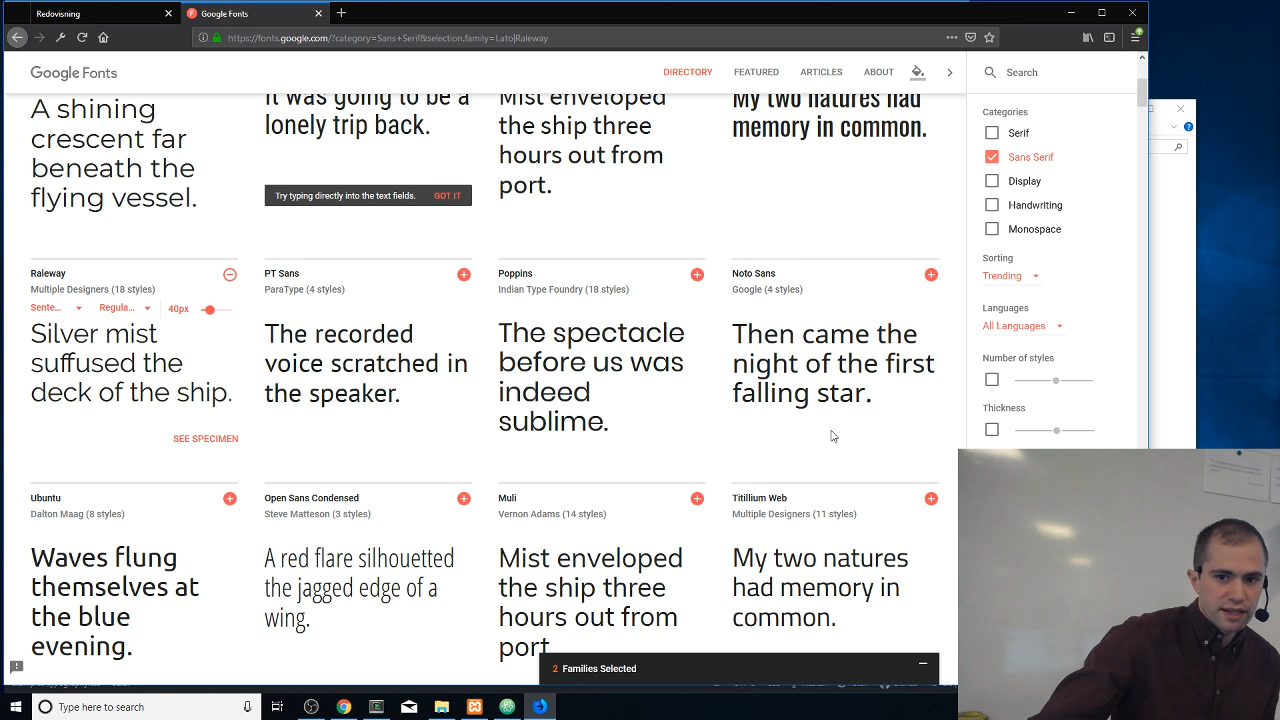 Redovisning
Google Fonts
https://fonts.google.com/?category=Sans+Serif&selection.family=Lato|Raleway
Google Fonts
DIRECTORY
FEATURED
ARTICLES
ABOUT
Search
A shining
crescent far
beneath the
flying vessel.
It was going to be a
lonely trip back.
Try typing directly into the text fields. GOT IT
Mist enveloped
the ship three
hours out from
port.
My two natures had
memory in common.
Categories
Serif
Sans Serif
Display
Handwriting
Monospace
Sorting
Trending
Languages
All Languages
Number of styles
Thickness
Raleway
Multiple Designers (18 styles)
Sente...
Regula...
40px
Silver mist
suffused the
deck of the ship.
SEE SPECIMEN
PT Sans
ParaType (4 styles)
The recorded
voice scratched in
the speaker.
Poppins
Indian Type Foundry (18 styles)
The spectacle
before us was
indeed
sublime.
Noto Sans
Google (4 styles)
Then came the
night of the first
falling star.
Ubuntu
Dalton Maag (8 styles)
Waves flung
themselves at
the blue
evening.
Open Sans Condensed
Steve Matteson (3 styles)
A red flare silhouetted
the jagged edge of a
wing.
Muli
Vernon Adams (14 styles)
Mist enveloped
the ship three
hours out from
port.
Titillium Web
Multiple Designers (11 styles)
My two natures
had memory in
common.
2 Families Selected
Type here to search